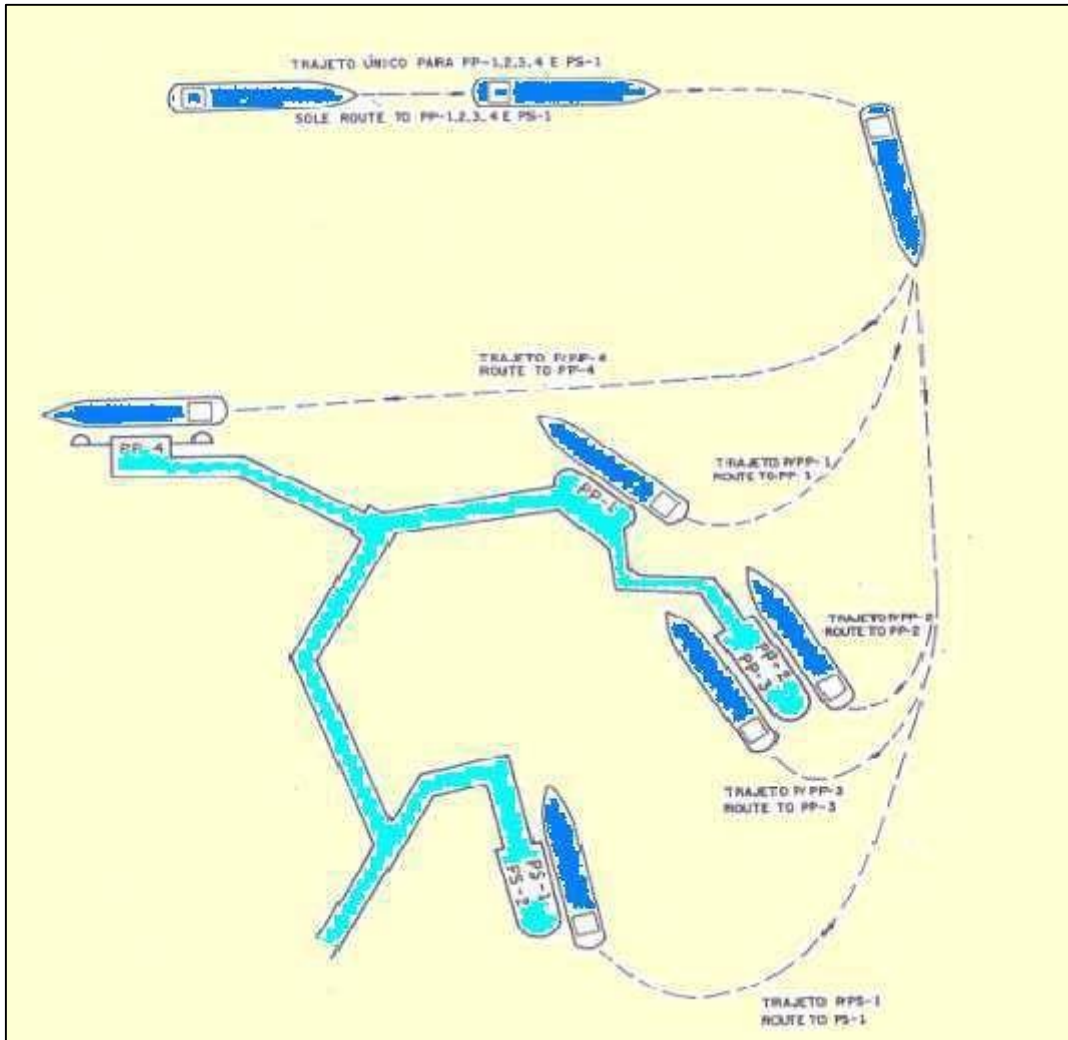 TRAJETO ÚNICO PARA PP-1,2,3,4 E PS-1
SOLE ROUTE TO PP-1,2,3,4 E PS-1
TRAJETO P/PP-4
ROUTE TO PP-4
PP-4
TRAJETO P/PP-1
ROUTE TO PP-1
PP-1
TRAJETO P/PP-2
ROUTE TO PP-2
PP-2
PP-3
TRAJETO P/PP-3
ROUTE TO PP-3
PS-1
PS-2
TRAJETO P/PS-1
ROUTE TO PS-1